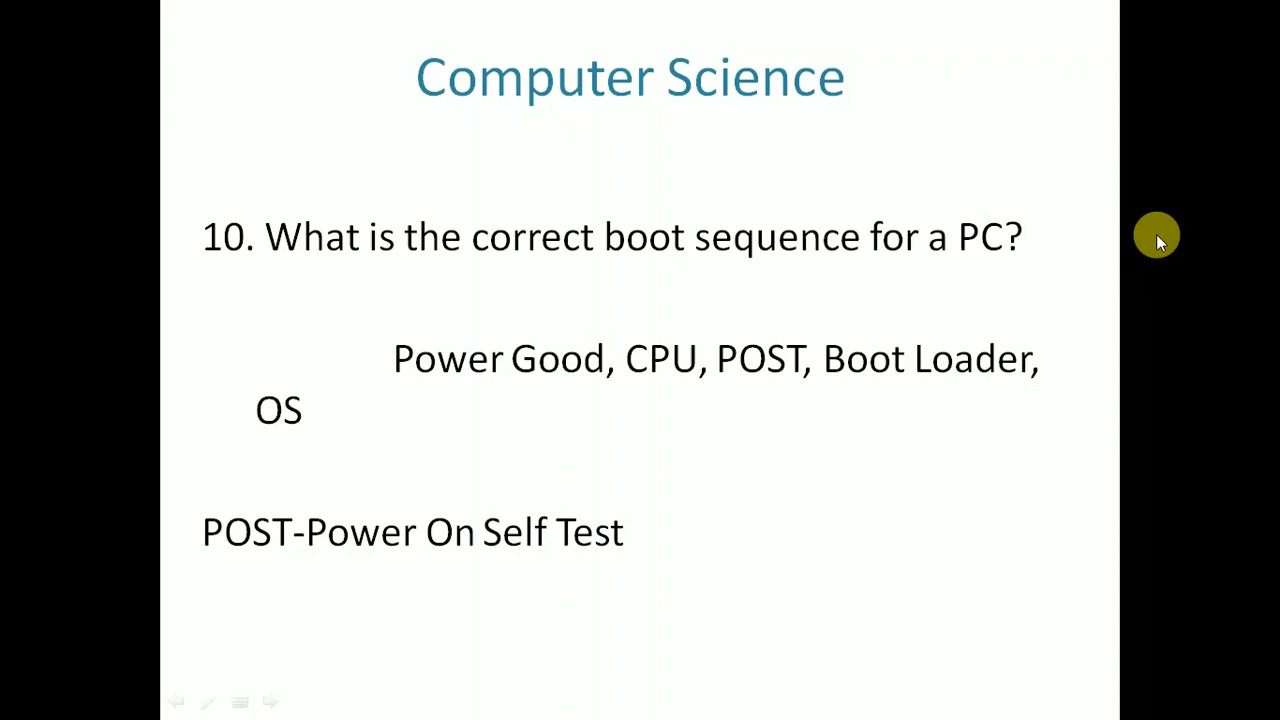 Computer Science
10. What is the correct boot sequence for a PC?
Power Good, CPU, POST, Boot Loader,
OS
POST-Power On Self Test